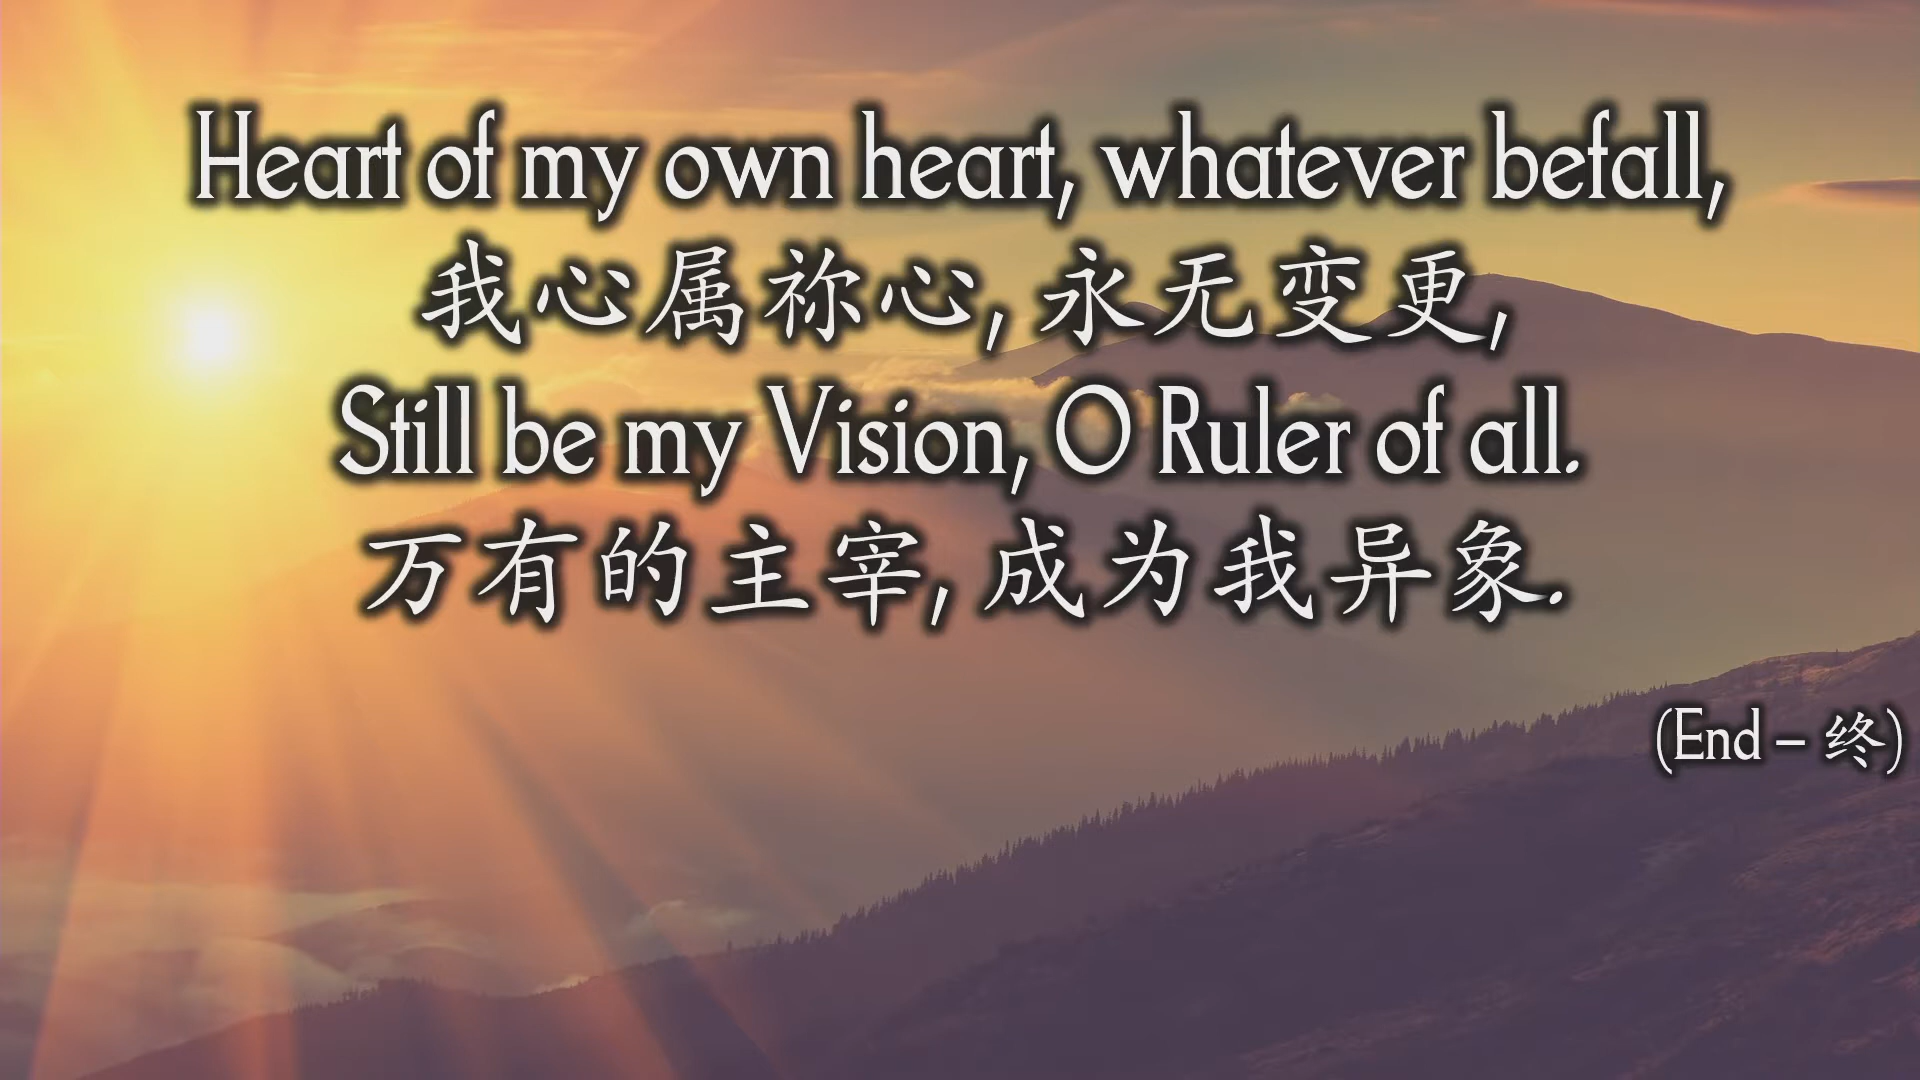 Heart of my own heart, whatever befall,
我心属祢心, 永无变更,
Still be my Vision, O Ruler of all.
万有的主宰, 成为我异象.
(End – 终)